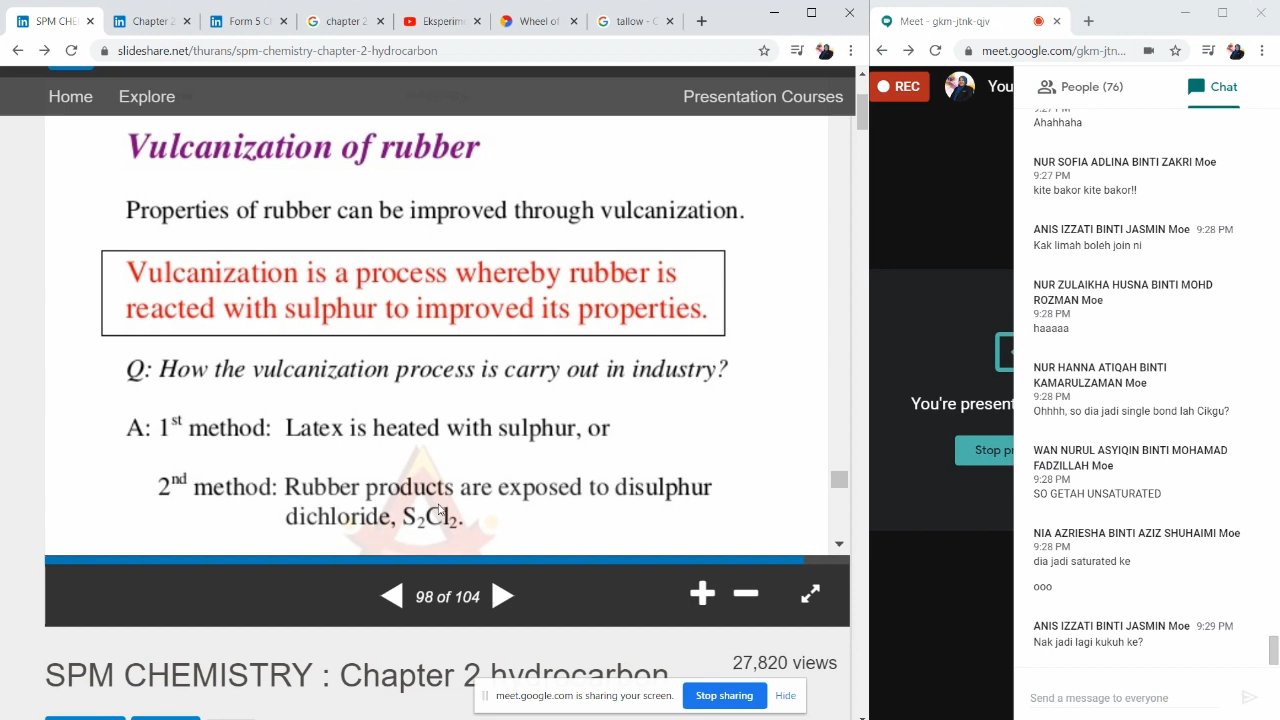 SPM CHE
Chapter 2
Form 5 Ch
chapter 2
Eksperime
Wheel of
tallow - G
slideshare.net/thurans/spm-chemistry-chapter-2-hydrocarbon
Home Explore Presentation Courses
Vulcanization of rubber
Properties of rubber can be improved through vulcanization.
Vulcanization is a process whereby rubber is
reacted with sulphur to improved its properties.
Q: How the vulcanization process is carry out in industry?
A: 1st method: Latex is heated with sulphur, or
2nd method: Rubber products are exposed to disulphur
dichloride, S₂Cl₂.
98 of 104
SPM CHEMISTRY : Chapter 2 hydrocarbon
27,820 views
meet.google.com is sharing your screen. Stop sharing Hide
Meet - gkm-jtnk-qjv
meet.google.com/gkm-jtn...
REC
You
People (76) Chat
You're present
Stop pr
9:27 PM
Ahahhaha
NUR SOFIA ADLINA BINTI ZAKRI Moe
9:27 PM
kite bakor kite bakor!!
ANIS IZZATI BINTI JASMIN Moe 9:28 PM
Kak limah boleh join ni
NUR ZULAIKHA HUSNA BINTI MOHD
ROZMAN Moe
9:28 PM
haaaaa
NUR HANNA ATIQAH BINTI
KAMARULZAMAN Moe
9:28 PM
Ohhhh, so dia jadi single bond lah Cikgu?
WAN NURUL ASYIQIN BINTI MOHAMAD
FADZILLAH Moe
9:28 PM
SO GETAH UNSATURATED
NIA AZRIESHA BINTI AZIZ SHUHAIMI Moe
9:28 PM
dia jadi saturated ke
ooo
ANIS IZZATI BINTI JASMIN Moe 9:29 PM
Nak jadi lagi kukuh ke?
Send a message to everyone